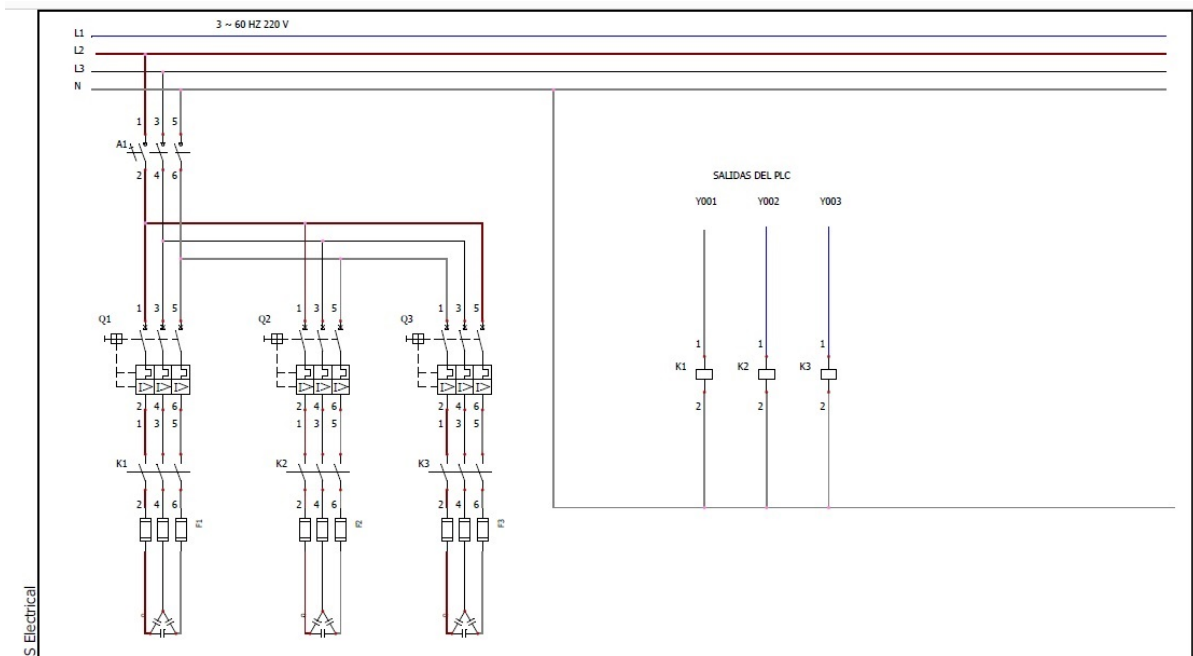 3 ~ 60 HZ 220 V
L1
L2
L3
N
1 3 5
A1
2 4 6
SALIDAS DEL PLC
Y001 Y002 Y003
1 3 5 1 3 5 1 3 5
Q1 Q2 Q3
1 1 1
K1 K2 K3
I> I> I> I> I> I> I> I> I>
2 4 6 2 4 6 2 4 6
2 2 2
1 3 5 1 3 5 1 3 5
K1 K2 K3
2 4 6 2 4 6 2 4 6
F1 F2 F3
S Electrical